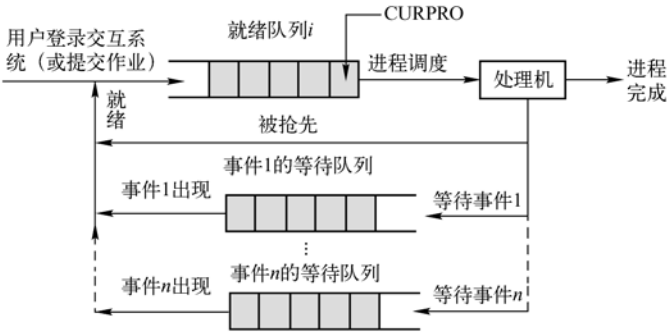 CURPRO
用户登录交互系
统（或提交作业）
就绪队列i
进程调度
处理机
进程
完成
就
绪
被抢先
事件1的等待队列
事件1出现
等待事件1
⋮
事件n的等待队列
事件n出现
等待事件n